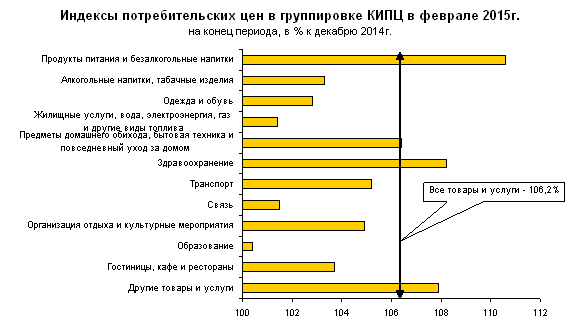 Индексы потребительских цен в группировке КИПЦ в феврале 2015г.
на конец периода, в % к декабрю 2014г.
Продукты питания и безалкогольные напитки
Алкогольные напитки, табачные изделия
Одежда и обувь
Жилищные услуги, вода, электроэнергия, газ
и другие виды топлива
Предметы домашнего обихода, бытовая техника и
повседневный уход за домом
Здравоохранение
Транспорт
Все товары и услуги - 106,2%
Связь
Организация отдыха и культурные мероприятия
Образование
Гостиницы, кафе и рестораны
Другие товары и услуги
100 102 104 106 108 110 112